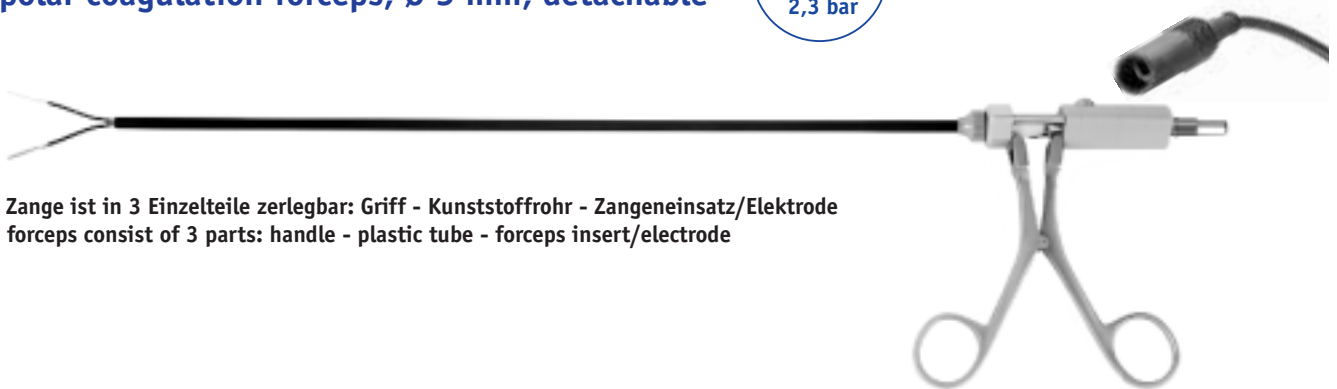 polar coagulation forceps, ø 5 mm, detachable
2,3 bar
Zange ist in 3 Einzelteile zerlegbar: Griff - Kunststoffrohr - Zangeneinsatz/Elektrode
forceps consist of 3 parts: handle - plastic tube - forceps insert/electrode